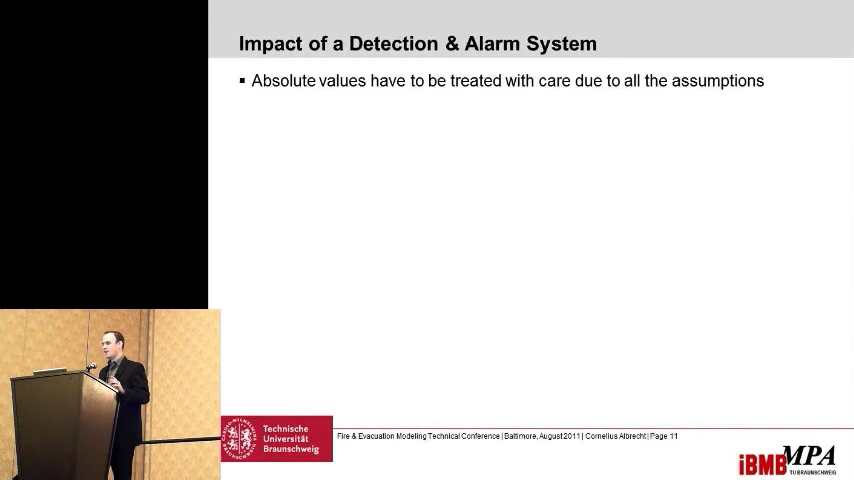 Impact of a Detection & Alarm System
▪ Absolute values have to be treated with care due to all the assumptions
Technische
Universität
Braunschweig
Fire & Evacuation Modeling Technical Conference | Baltimore, August 2011 | Cornelius Albrecht | Page 11
iBMB MPA
TU BRAUNSCHWEIG